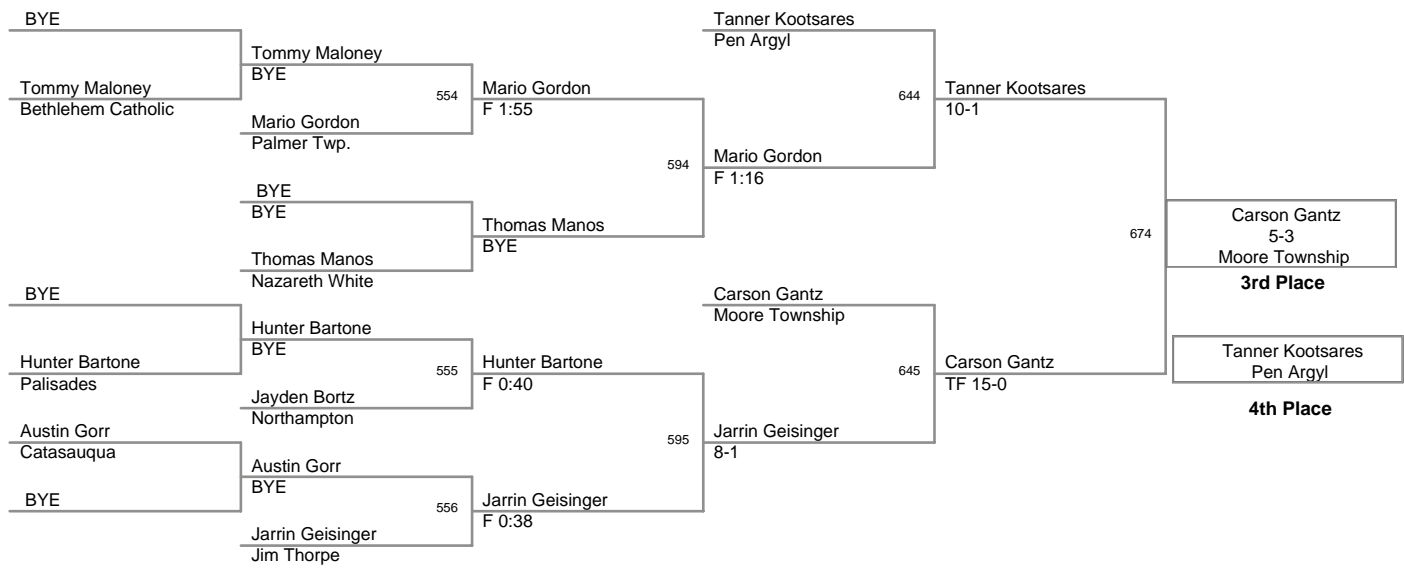 BYE
Tommy Maloney
Bethlehem Catholic
BYE
Hunter Bartone
Palisades
Austin Gorr
Catasauqua
BYE
Tommy Maloney
BYE
554
Mario Gordon
Palmer Twp.
BYE
BYE
Thomas Manos
Nazareth White
Hunter Bartone
BYE
555
Jayden Bortz
Northampton
Austin Gorr
BYE
556
Jarrin Geisinger
Jim Thorpe
Mario Gordon
F 1:55
594
Thomas Manos
BYE
Hunter Bartone
F 0:40
595
Jarrin Geisinger
F 0:38
Tanner Kootsares
Pen Argyl
644
Mario Gordon
F 1:16
Carson Gantz
Moore Township
645
Jarrin Geisinger
8-1
Tanner Kootsares
10-1
674
Carson Gantz
TF 15-0
Carson Gantz
5-3
Moore Township
3rd Place
Tanner Kootsares
Pen Argyl
4th Place